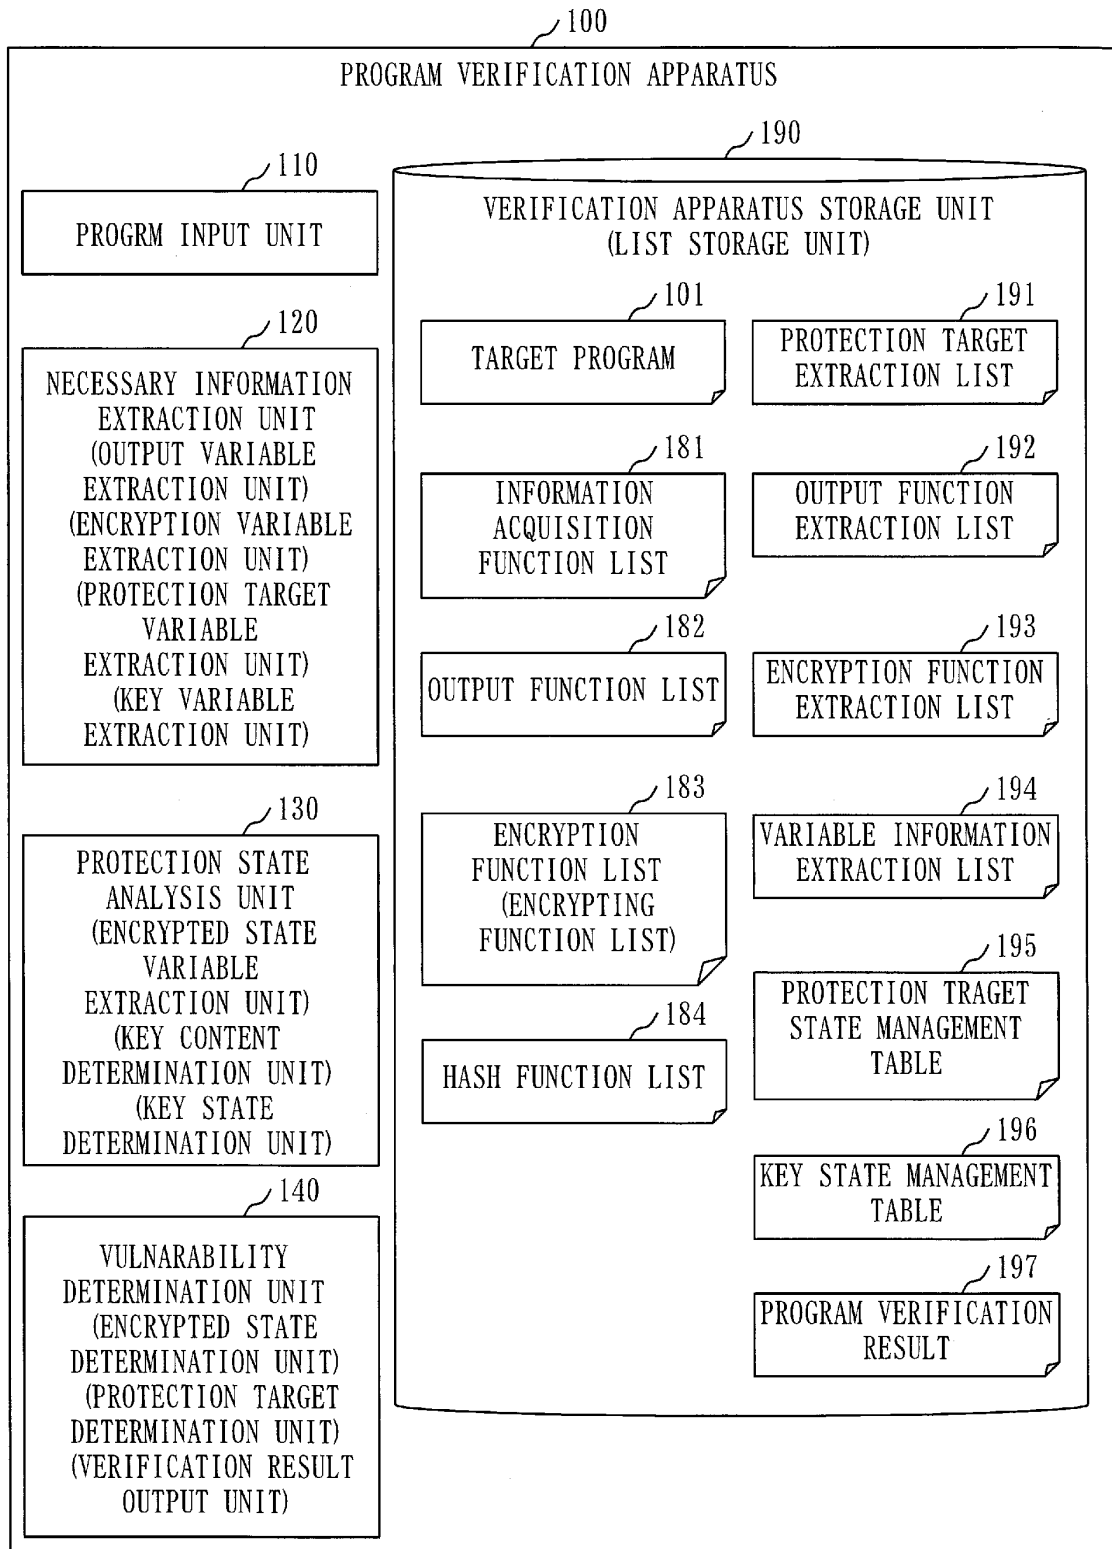 100
PROGRAM VERIFICATION APPARATUS
110
PROGRM INPUT UNIT
120
NECESSARY INFORMATION
EXTRACTION UNIT
(OUTPUT VARIABLE
EXTRACTION UNIT)
(ENCRYPTION VARIABLE
EXTRACTION UNIT)
(PROTECTION TARGET
VARIABLE
EXTRACTION UNIT)
(KEY VARIABLE
EXTRACTION UNIT)
130
PROTECTION STATE
ANALYSIS UNIT
(ENCRYPTED STATE
VARIABLE
EXTRACTION UNIT)
(KEY CONTENT
DETERMINATION UNIT)
(KEY STATE
DETERMINATION UNIT)
140
VULNARABILITY
DETERMINATION UNIT
(ENCRYPTED STATE
DETERMINATION UNIT)
(PROTECTION TARGET
DETERMINATION UNIT)
(VERIFICATION RESULT
OUTPUT UNIT)
190
VERIFICATION APPARATUS STORAGE UNIT
(LIST STORAGE UNIT)
101
TARGET PROGRAM
181
INFORMATION
ACQUISITION
FUNCTION LIST
182
OUTPUT FUNCTION LIST
183
ENCRYPTION
FUNCTION LIST
(ENCRYPTING
FUNCTION LIST)
184
HASH FUNCTION LIST
191
PROTECTION TARGET
EXTRACTION LIST
192
OUTPUT FUNCTION
EXTRACTION LIST
193
ENCRYPTION FUNCTION
EXTRACTION LIST
194
VARIABLE INFORMATION
EXTRACTION LIST
195
PROTECTION TRAGET
STATE MANAGEMENT
TABLE
196
KEY STATE MANAGEMENT
TABLE
197
PROGRAM VERIFICATION
RESULT